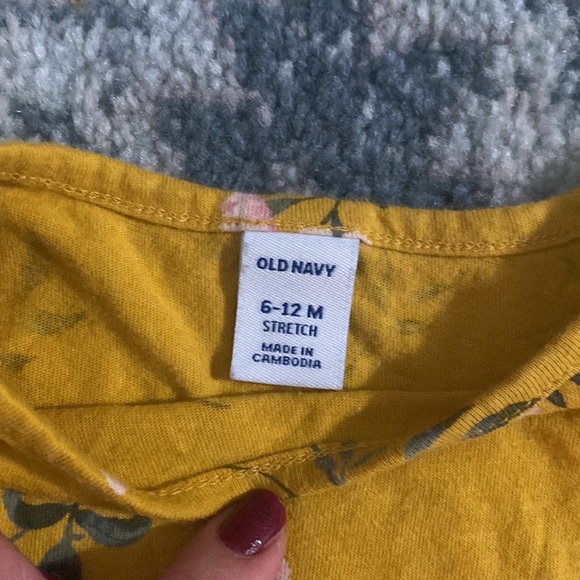 OLD NAVY
6-12 M
STRETCH
MADE IN
CAMBODIA